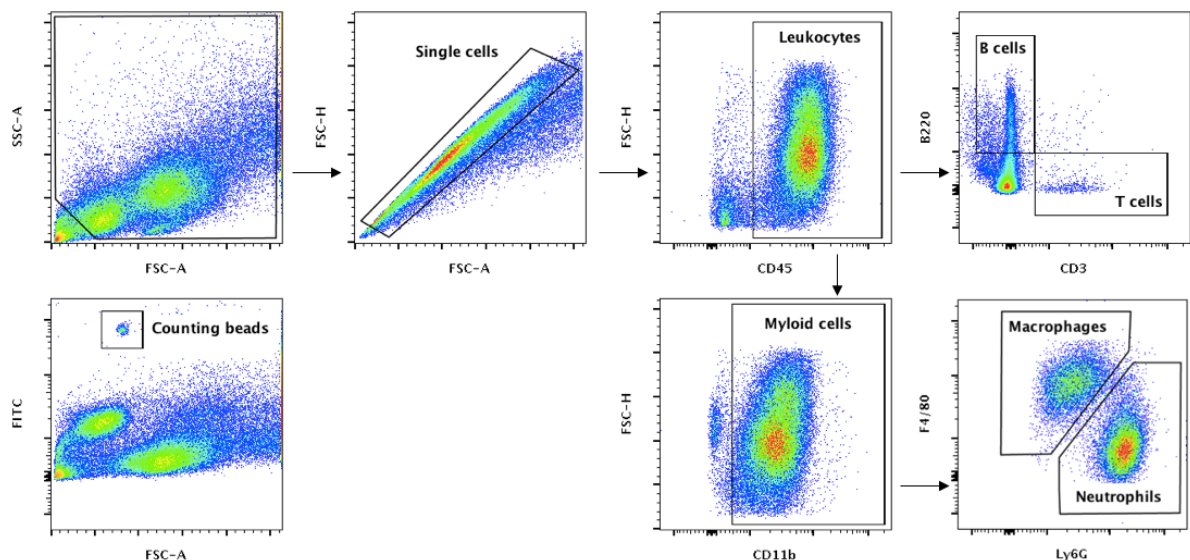 SSC-A
FSC-A
FSC-H
Single cells
FSC-A
FSC-H
Leukocytes
CD45
B220
B cells
T cells
CD3
FITC
Counting beads
FSC-A
FSC-H
Myloid cells
CD11b
F4/80
Macrophages
Neutrophils
Ly6G